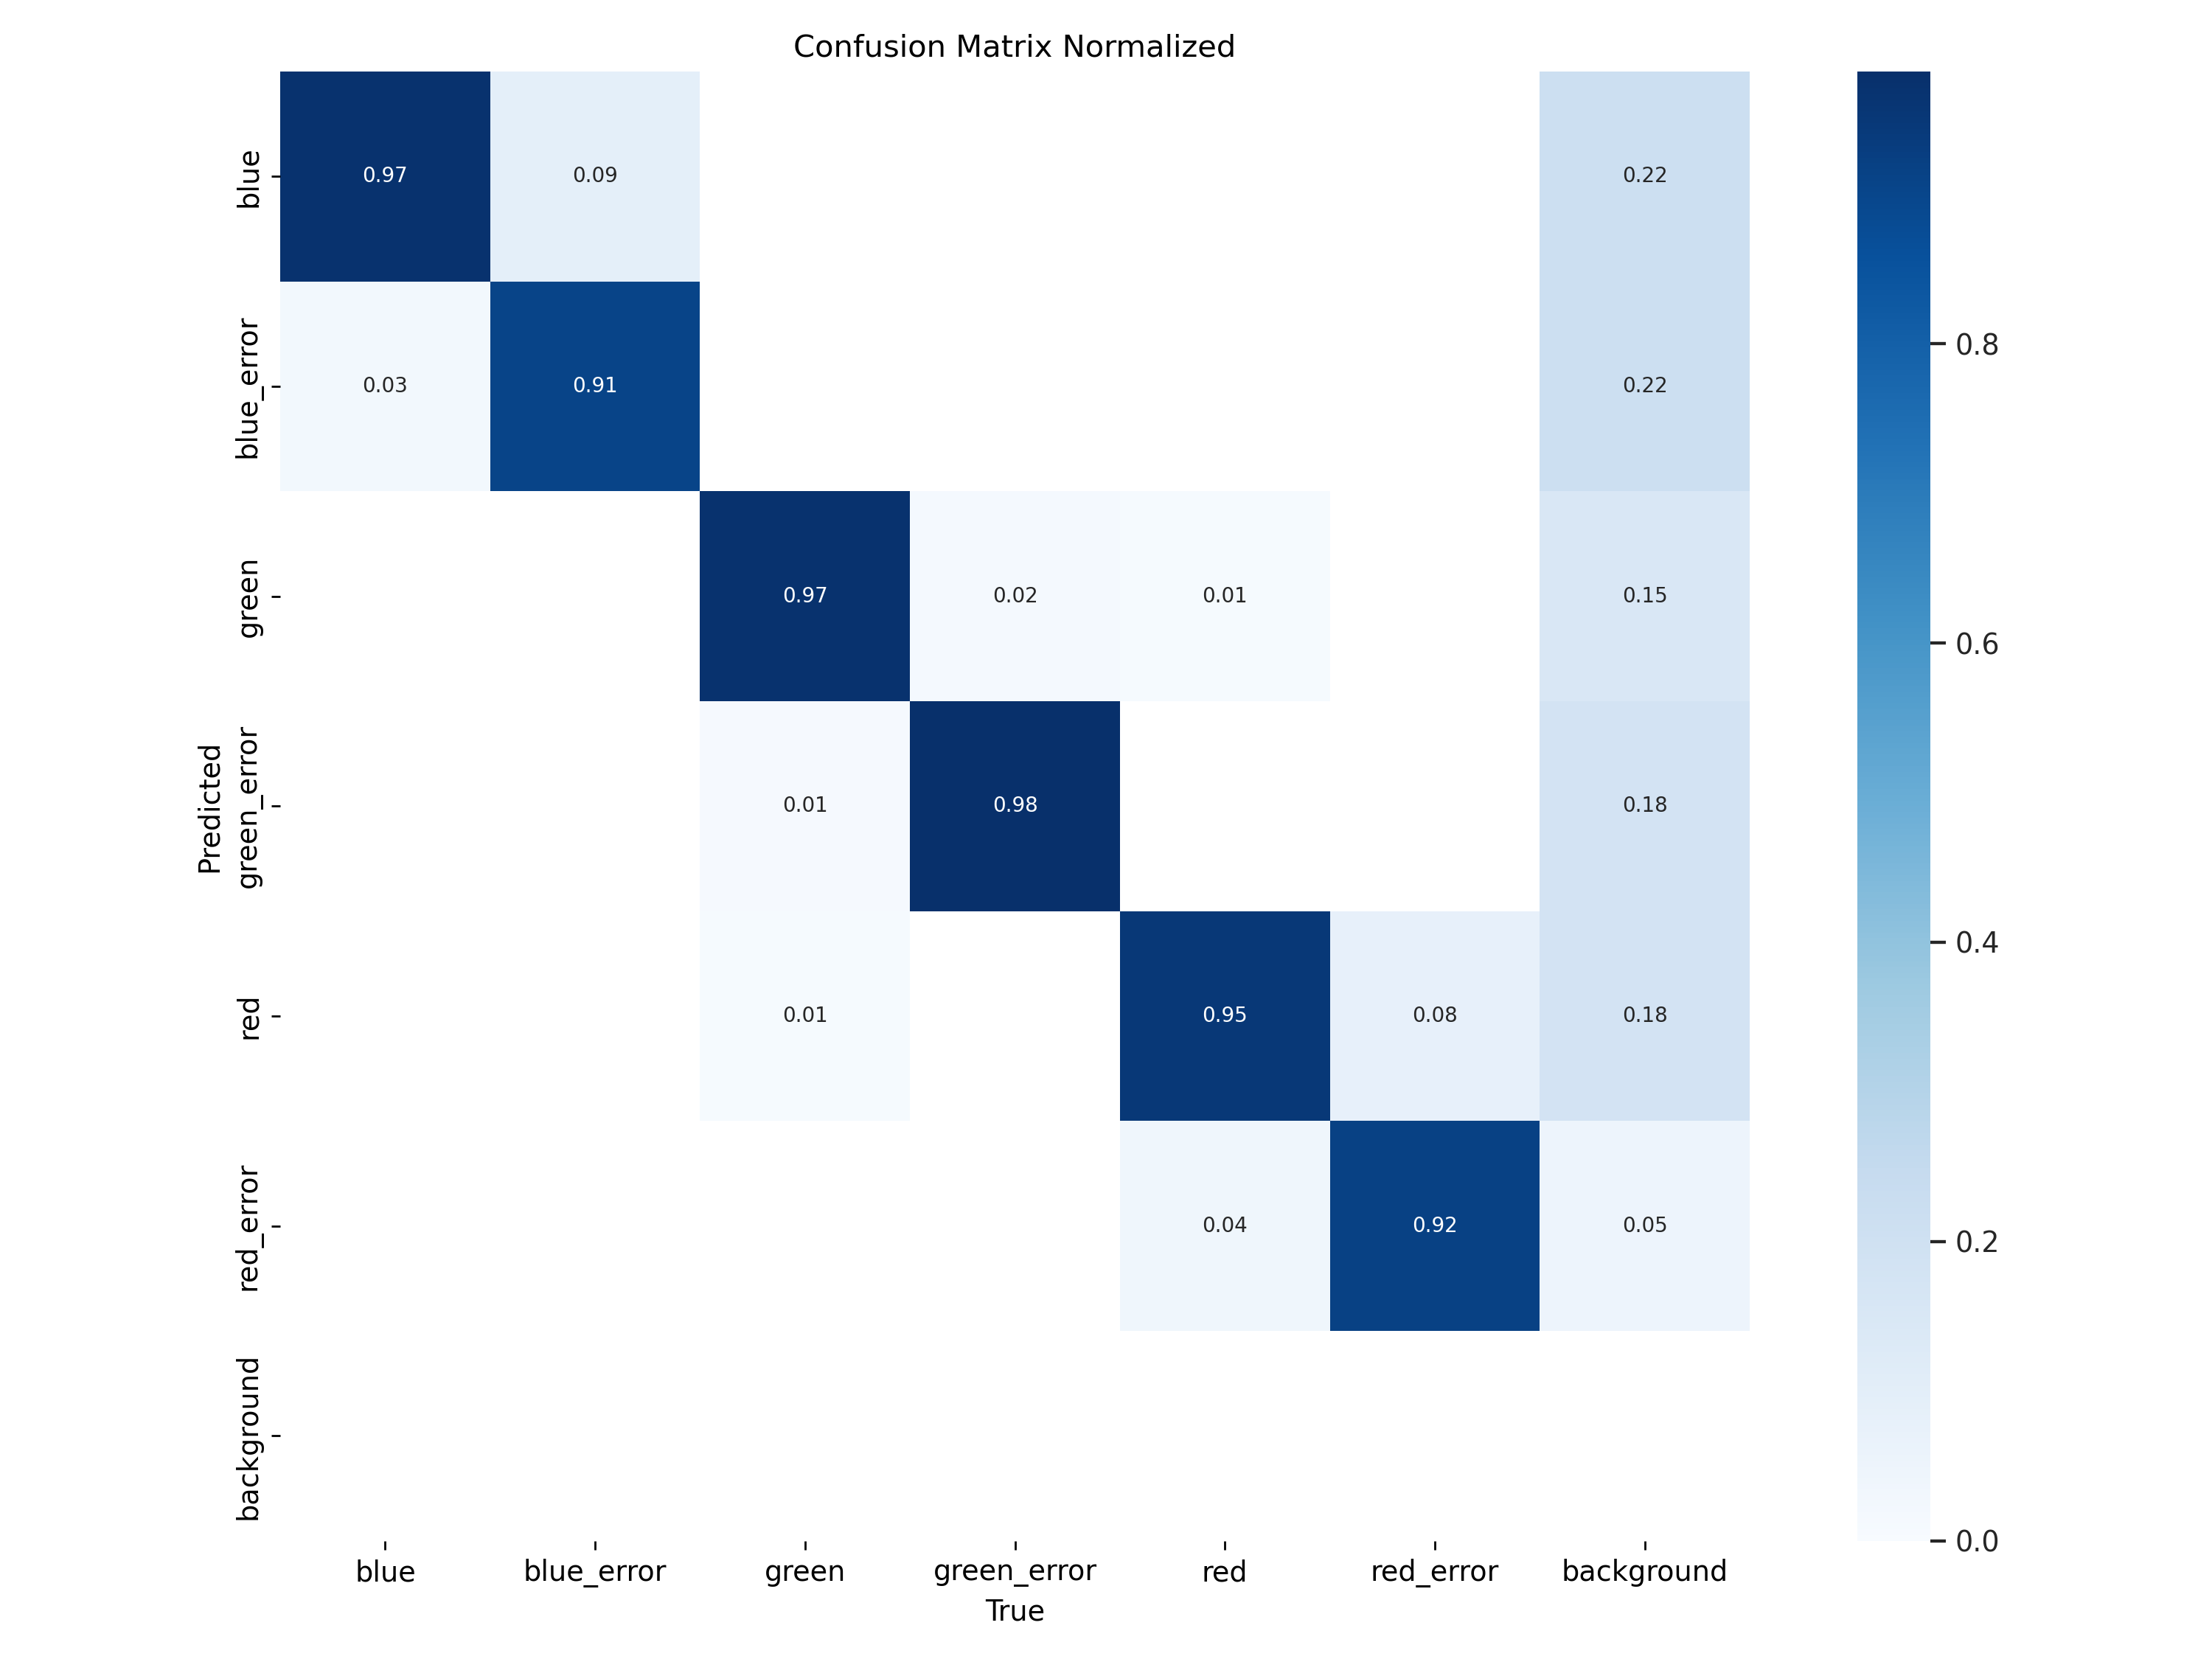 Confusion Matrix Normalized
blue
0.97
0.09
0.22
blue_error
0.03
0.91
0.22
green
0.97
0.02
0.01
0.15
green_error
0.01
0.98
0.18
red
0.01
0.95
0.08
0.18
red_error
0.04
0.92
0.05
background
Predicted
blue
blue_error
green
green_error
red
red_error
background
True
0.8
0.6
0.4
0.2
0.0